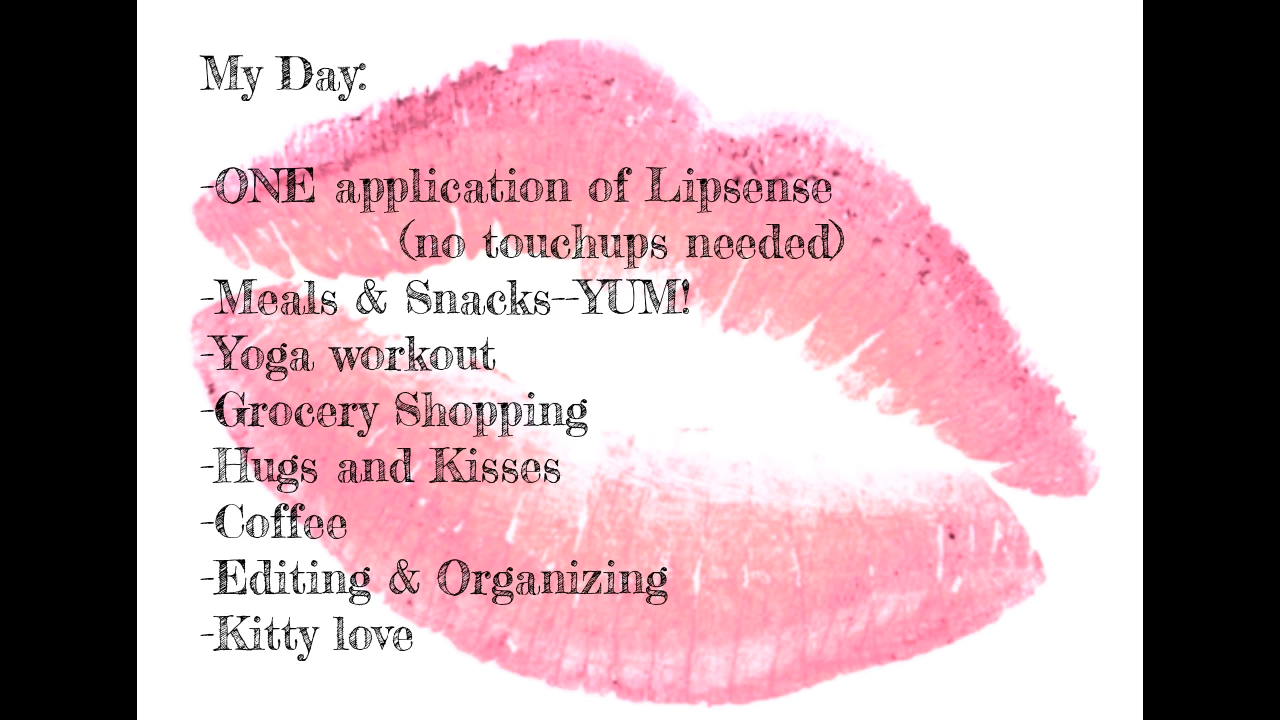 My Day:
-ONE application of Lipsense
(no touchups needed)
-Meals & Snacks--YUM!
-Yoga workout
-Grocery Shopping
-Hugs and Kisses
-Coffee
-Editing & Organizing
-Kitty love